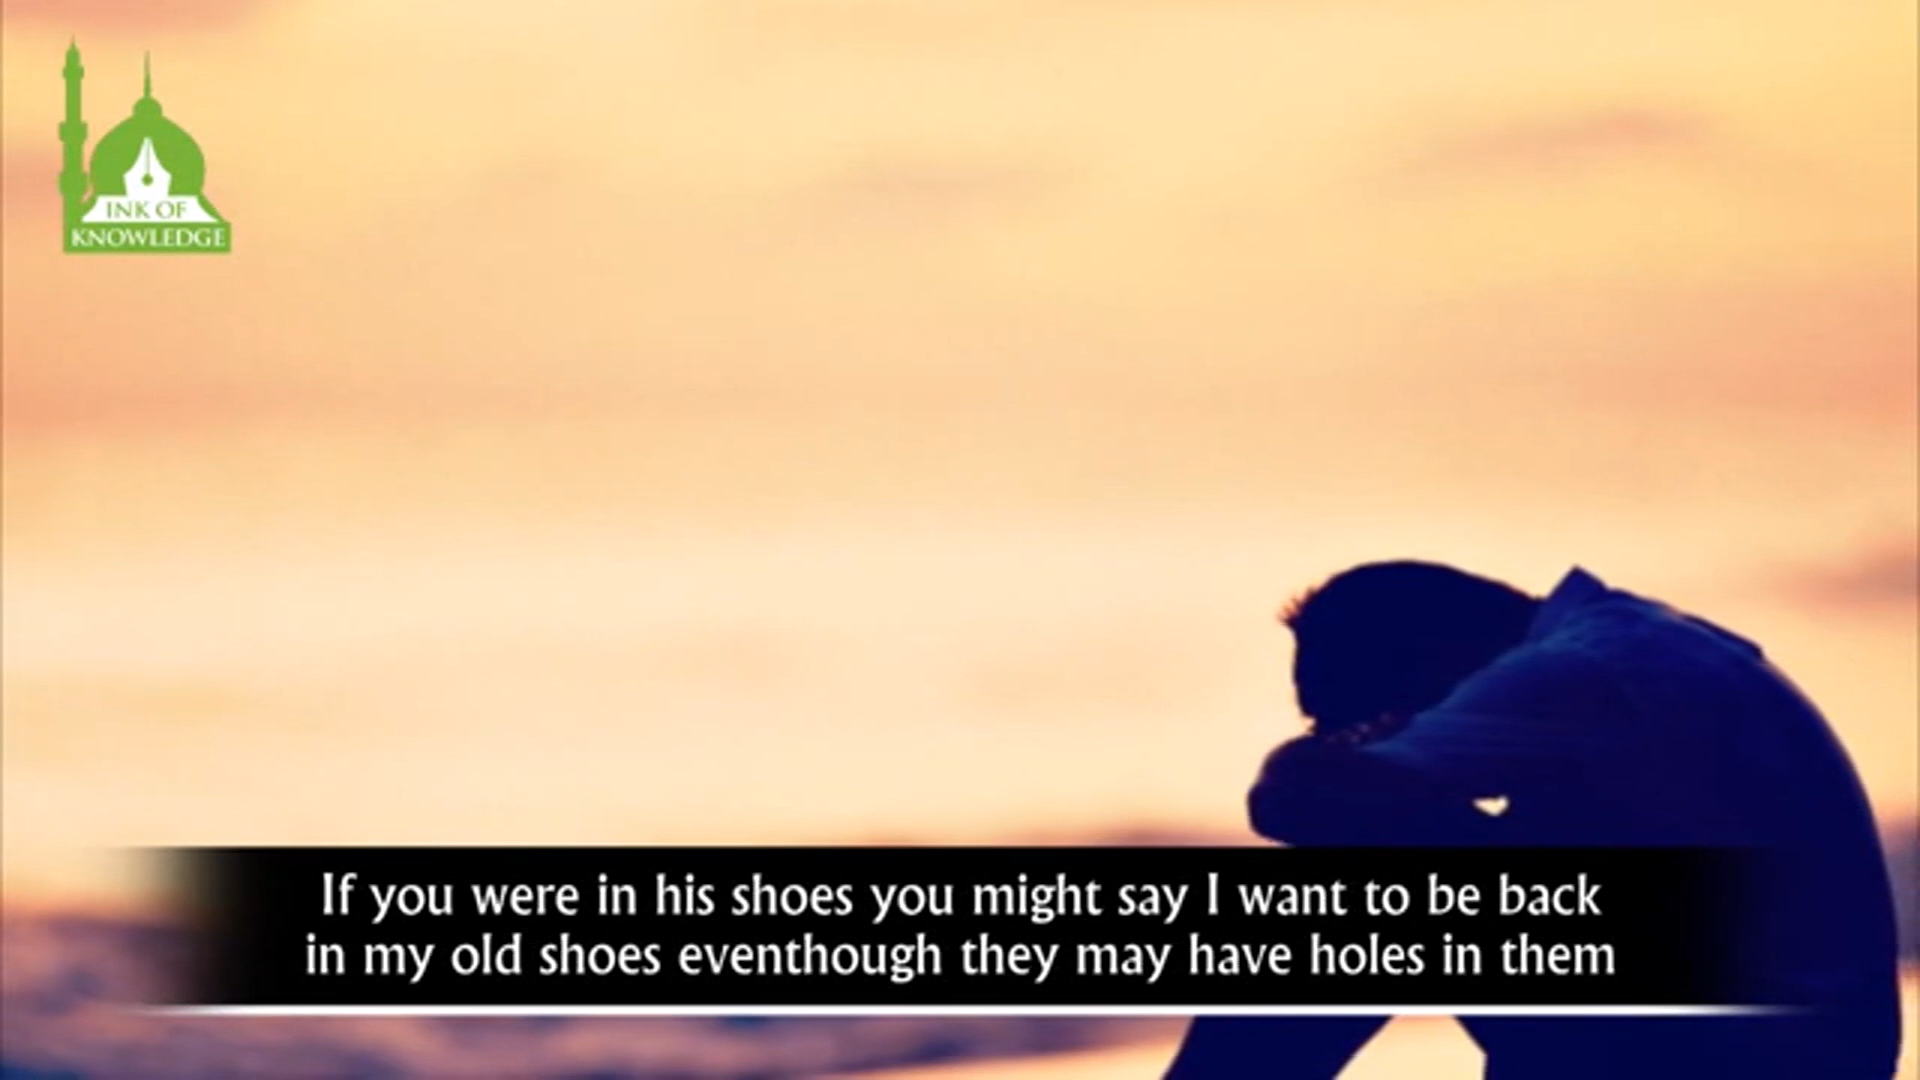 INK OF
KNOWLEDGE
If you were in his shoes you might say I want to be back
in my old shoes eventhough they may have holes in them